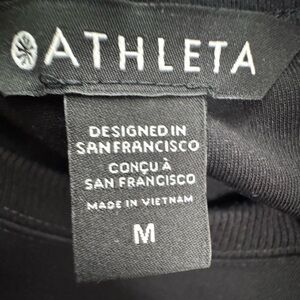 ATHLETA
DESIGNED IN
SAN FRANCISCO
CONÇU À
SAN FRANCISCO
MADE IN VIETNAM
M